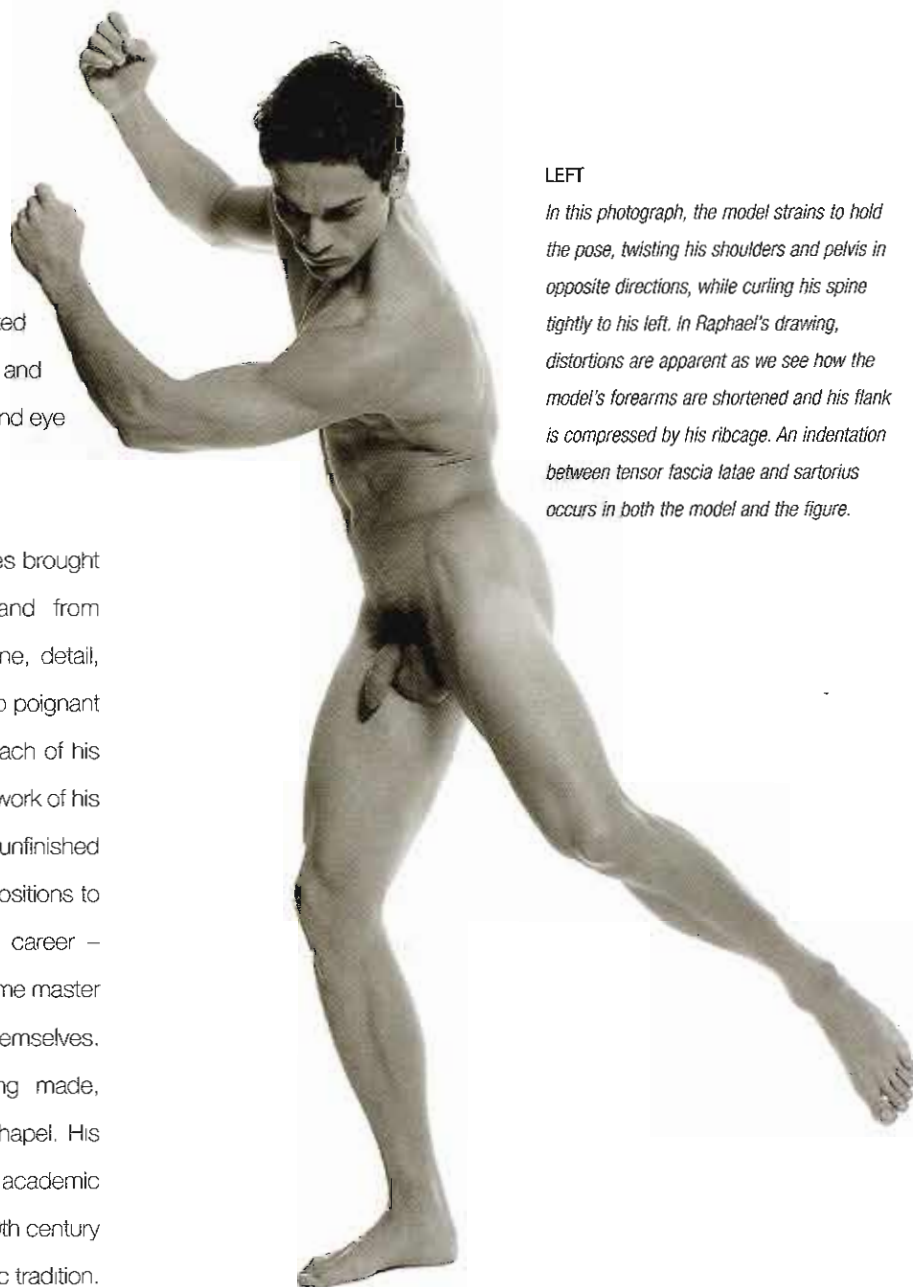 LEFT
In this photograph, the model strains to hold
the pose, twisting his shoulders and pelvis in
opposite directions, while curling his spine
tightly to his left. In Raphael's drawing,
distortions are apparent as we see how the
model's forearms are shortened and his flank
is compressed by his ribcage. An indentation
between tensor fascia latae and sartorius
occurs in both the model and the figure.
and
nd eye
es brought
and from
ne, detail,
o poignant
ach of his
work of his
unfinished
ositions to
career –
me master
emselves.
ng made,
hapel. His
academic
th century
c tradition.